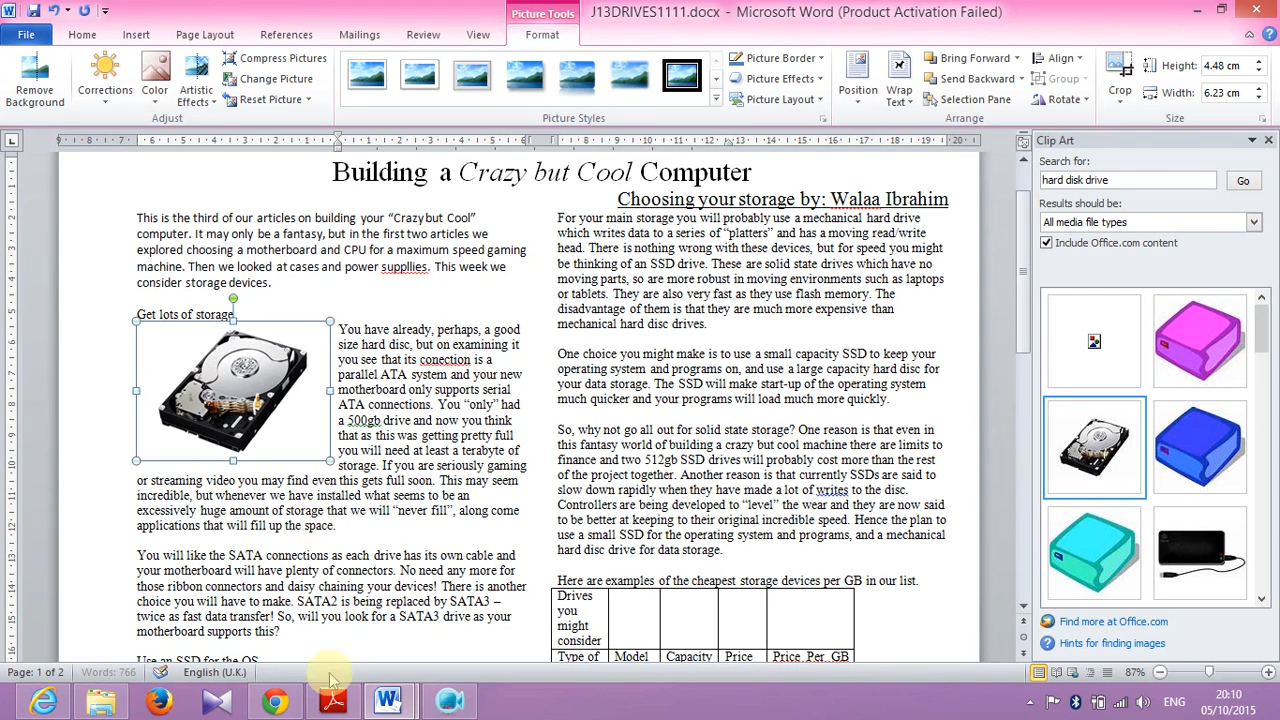 Picture Tools
J13DRIVES1111.docx - Microsoft Word (Product Activation Failed)
File Home Insert Page Layout References Mailings Review View Format
Remove Background
Corrections
Color
Artistic Effects
Compress Pictures
Change Picture
Reset Picture
Adjust
Picture Border
Picture Effects
Picture Layout
Picture Styles
Position
Wrap Text
Bring Forward
Send Backward
Selection Pane
Align
Group
Rotate
Arrange
Crop
Height: 4.48 cm
Width: 6.23 cm
Size
Building a Crazy but Cool Computer
Choosing your storage by: Walaa Ibrahim
This is the third of our articles on building your “Crazy but Cool”
computer. It may only be a fantasy, but in the first two articles we
explored choosing a motherboard and CPU for a maximum speed gaming
machine. Then we looked at cases and power suppllies. This week we
consider storage devices.
Get lots of storage
You have already, perhaps, a good
size hard disc, but on examining it
you see that its conection is a
parallel ATA system and your new
motherboard only supports serial
ATA connections. You “only” had
a 500gb drive and now you think
that as this was getting pretty full
you will need at least a terabyte of
storage. If you are seriously gaming
or streaming video you may find even this gets full soon. This may seem
incredible, but whenever we have installed what seems to be an
excessively huge amount of storage that we will “never fill”, along come
applications that will fill up the space.
You will like the SATA connections as each drive has its own cable and
your motherboard will have plenty of connectors. No need any more for
those ribbon connectors and daisy chaining your devices! There is another
choice you will have to make. SATA2 is being replaced by SATA3 –
twice as fast data transfer! So, will you look for a SATA3 drive as your
motherboard supports this?
Use an SSD for the OS
For your main storage you will probably use a mechanical hard drive
which writes data to a series of “platters” and has a moving read/write
head. There is nothing wrong with these devices, but for speed you might
be thinking of an SSD drive. These are solid state drives which have no
moving parts, so are more robust in moving environments such as laptops
or tablets. They are also very fast as they use flash memory. The
disadvantage of them is that they are much more expensive than
mechanical hard disc drives.
One choice you might make is to use a small capacity SSD to keep your
operating system and programs on, and use a large capacity hard disc for
your data storage. The SSD will make start-up of the operating system
much quicker and your programs will load much more quickly.
So, why not go all out for solid state storage? One reason is that even in
this fantasy world of building a crazy but cool machine there are limits to
finance and two 512gb SSD drives will probably cost more than the rest
of the project together. Another reason is that currently SSDs are said to
slow down rapidly when they have made a lot of writes to the disc.
Controllers are being developed to “level” the wear and they are now said
to be better at keeping to their original incredible speed. Hence the plan to
use a small SSD for the operating system and programs, and a mechanical
hard disc drive for data storage.
Here are examples of the cheapest storage devices per GB in our list.
Drives
you
might
consider
Type of Model Capacity Price Price Per GB
Clip Art
Search for:
hard disk drive
Go
Results should be:
All media file types
Include Office.com content
Find more at Office.com
Hints for finding images
Page: 1 of 2
Words: 766
English (U.K.)
87%
ENG
20:10
05/10/2015